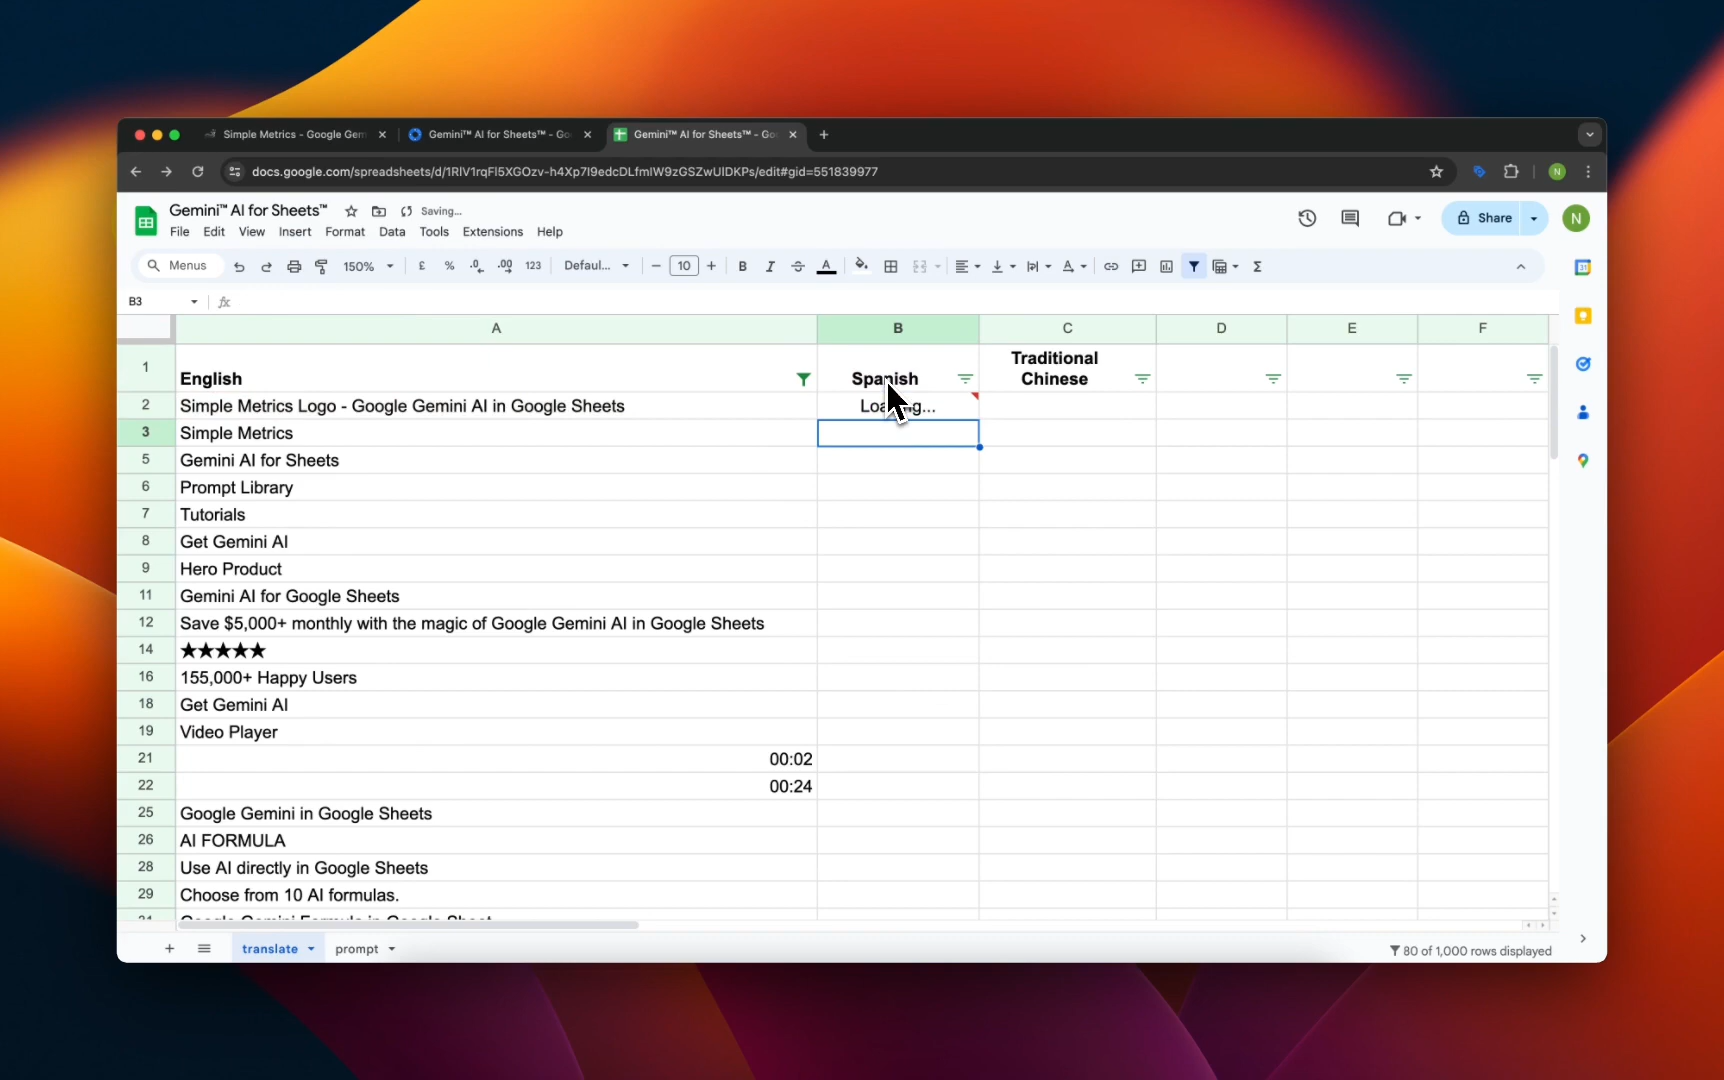 Simple Metrics - Google Gem
Gemini™ AI for Sheets™ - Go
Gemini™ AI for Sheets™ - Go
docs.google.com/spreadsheets/d/1RlV1rqFl5XGOzv-h4Xp7l9edcDLfmlW9zGSZwUlDKPs/edit#gid=551839977
N
Gemini™ AI for Sheets™
Saving...
File Edit View Insert Format Data Tools Extensions Help
Share
N
Menus
150%
£ % .0 .00 123
Defaul...
10
B I S A
Σ
31
B3
fx
A B C D E F
1 English Spanish Traditional Chinese
2 Simple Metrics Logo - Google Gemini AI in Google Sheets
3 Simple Metrics
5 Gemini AI for Sheets
6 Prompt Library
7 Tutorials
8 Get Gemini AI
9 Hero Product
11 Gemini AI for Google Sheets
12 Save $5,000+ monthly with the magic of Google Gemini AI in Google Sheets
14 ★★★★★
16 155,000+ Happy Users
18 Get Gemini AI
19 Video Player
21 00:02
22 00:24
25 Google Gemini in Google Sheets
26 AI FORMULA
28 Use AI directly in Google Sheets
29 Choose from 10 AI formulas.
translate prompt
80 of 1,000 rows displayed